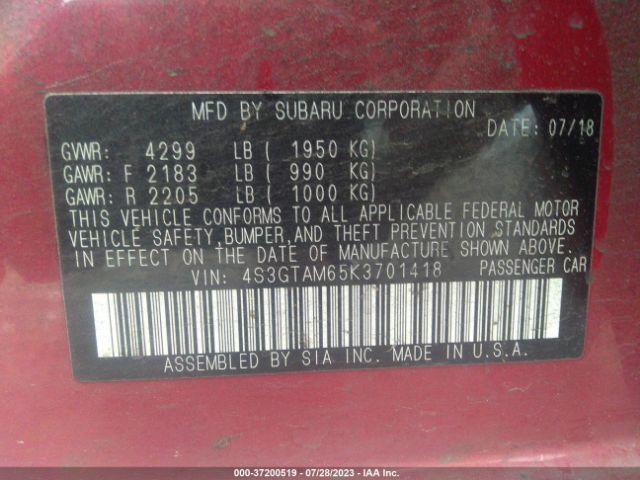 MFD BY SUBARU CORPORATION
DATE: 07/18
GVWR: 4299 LB ( 1950 KG)
GAWR: F 2183 LB ( 990 KG)
GAWR: R 2205 LB ( 1000 KG)
THIS VEHICLE CONFORMS TO ALL APPLICABLE FEDERAL MOTOR
VEHICLE SAFETY,BUMPER,AND THEFT PREVENTION STANDARDS
IN EFFECT ON THE DATE OF MANUFACTURE SHOWN ABOVE.
VIN: 4S3GTAM65K3701418 PASSENGER CAR
ASSEMBLED BY SIA INC. MADE IN U.S.A.
000-37200519 / 07/28/2023 - IAA Inc.